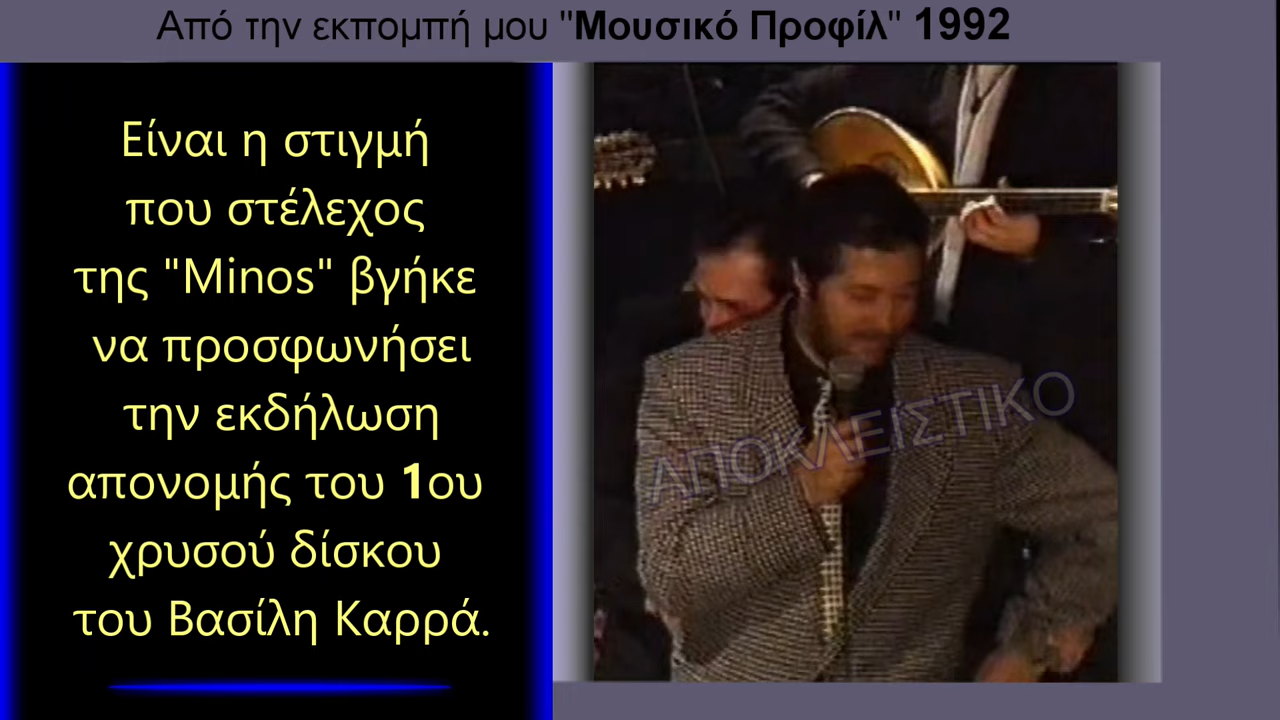 Από την εκπομπή μου "Μουσικό Προφίλ" 1992
Είναι η στιγμή
που στέλεχος
της "Minos" βγήκε
να προσφωνήσει
την εκδήλωση
απονομής του 1ου
χρυσού δίσκου
του Βασίλη Καρρά.
ΑΠΟΚΛΕΙΣΤΙΚΟ